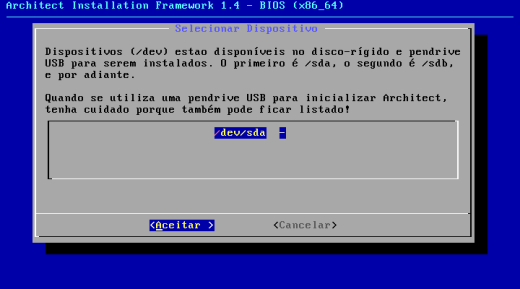 Architect Installation Framework 1.4 - BIOS (x86_64)
Selecionar Dispositivo
Dispositivos (/dev) estao disponíveis no disco-rígido e pendrive
USB para serem instalados. O primeiro é /sda, o segundo é /sdb,
e por adiante.
Quando se utiliza uma pendrive USB para inicializar Architect,
tenha cuidado porque também pode ficar listado!
/dev/sda -
<Aceitar >
<Cancelar>